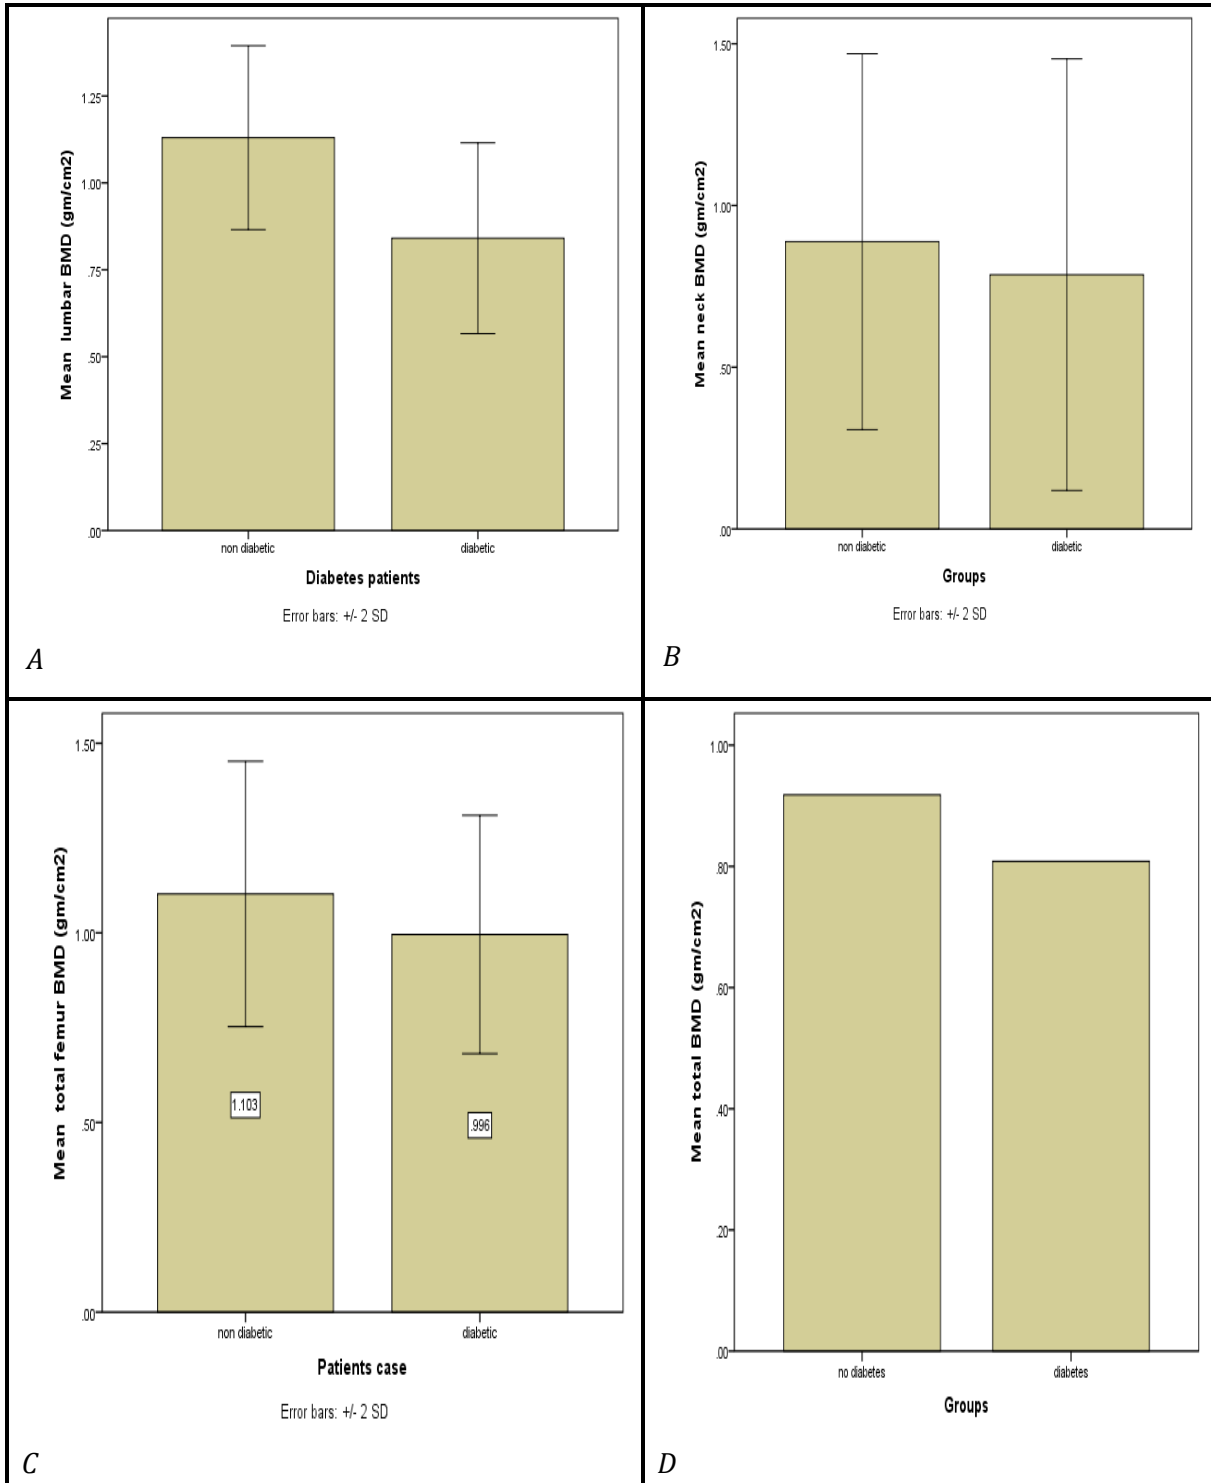 1.25
1.00
.75
.50
.25
.00
Mean lumbar BMD (gm/cm2)
non diabetic diabetic
Diabetes patients
Error bars: +/- 2 SD
A
1.50
1.00
.50
.00
Mean neck BMD (gm/cm2)
non diabetic diabetic
Groups
Error bars: +/- 2 SD
B
1.50
1.00
.50
.00
Mean total femur BMD (gm/cm2)
1.103
.996
non diabetic diabetic
Patients case
Error bars: +/- 2 SD
C
1.00
.80
.60
.40
.20
.00
Mean total BMD (gm/cm2)
no diabetes diabetes
Groups
D